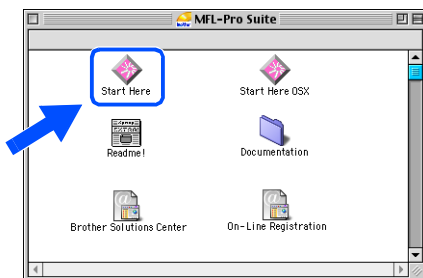 MFL-Pro Suite
Start Here
Start Here OSX
Readme!
Documentation
Brother Solutions Center
On-Line Registration